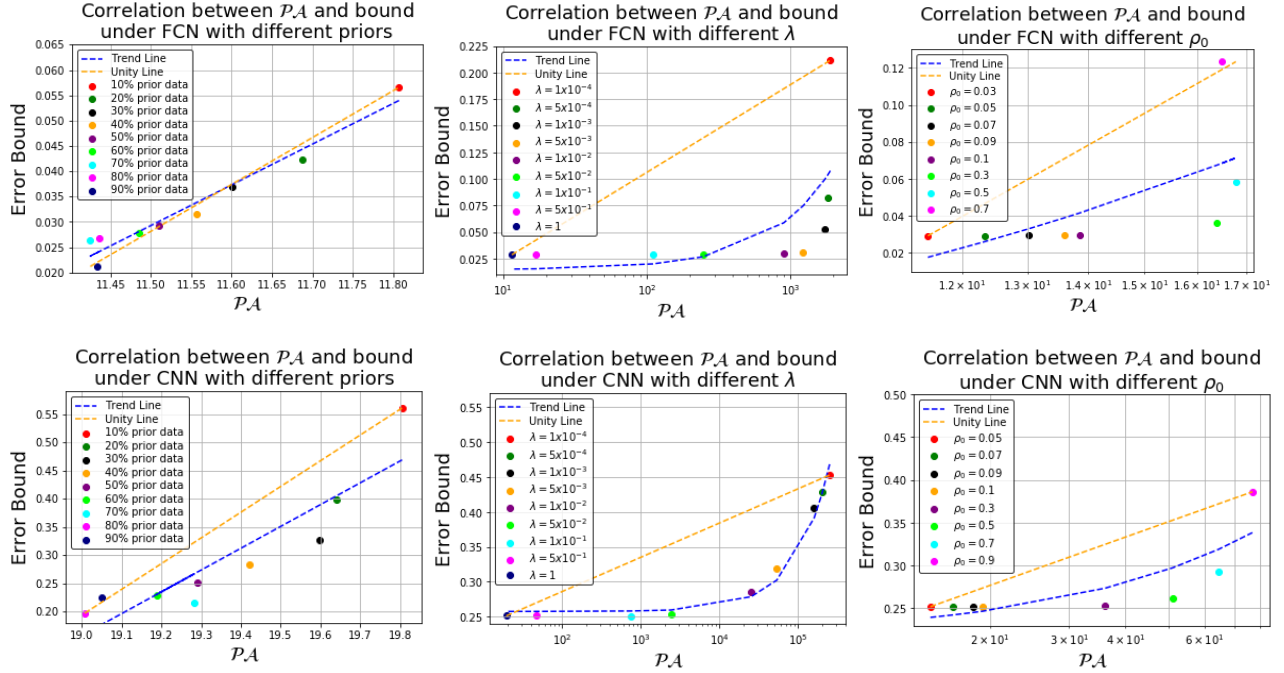 Correlation between 𝒫𝒜 and bound
under FCN with different priors
Error Bound
0.065
0.060
0.055
0.050
0.045
0.040
0.035
0.030
0.025
0.020
Trend Line
Unity Line
10% prior data
20% prior data
30% prior data
40% prior data
50% prior data
60% prior data
70% prior data
80% prior data
90% prior data
11.45 11.50 11.55 11.60 11.65 11.70 11.75 11.80
𝒫𝒜
Correlation between 𝒫𝒜 and bound
under FCN with different λ
Error Bound
0.225
0.200
0.175
0.150
0.125
0.100
0.075
0.050
0.025
Trend Line
Unity Line
λ = 1x10⁻⁴
λ = 5x10⁻⁴
λ = 1x10⁻³
λ = 5x10⁻³
λ = 1x10⁻²
λ = 5x10⁻²
λ = 1x10⁻¹
λ = 5x10⁻¹
λ = 1
10¹ 10² 10³
𝒫𝒜
Correlation between 𝒫𝒜 and bound
under FCN with different ρ₀
Error Bound
0.12
0.10
0.08
0.06
0.04
0.02
Trend Line
Unity Line
ρ₀ = 0.03
ρ₀ = 0.05
ρ₀ = 0.07
ρ₀ = 0.09
ρ₀ = 0.1
ρ₀ = 0.3
ρ₀ = 0.5
ρ₀ = 0.7
1.2 × 10¹ 1.3 × 10¹ 1.4 × 10¹ 1.5 × 10¹ 1.6 × 10¹ 1.7 × 10¹
𝒫𝒜
Correlation between 𝒫𝒜 and bound
under CNN with different priors
Error Bound
0.55
0.50
0.45
0.40
0.35
0.30
0.25
0.20
Trend Line
Unity Line
10% prior data
20% prior data
30% prior data
40% prior data
50% prior data
60% prior data
70% prior data
80% prior data
90% prior data
19.0 19.1 19.2 19.3 19.4 19.5 19.6 19.7 19.8
𝒫𝒜
Correlation between 𝒫𝒜 and bound
under CNN with different λ
Error Bound
0.55
0.50
0.45
0.40
0.35
0.30
0.25
Trend Line
Unity Line
λ = 1x10⁻⁴
λ = 5x10⁻⁴
λ = 1x10⁻³
λ = 5x10⁻³
λ = 1x10⁻²
λ = 5x10⁻²
λ = 1x10⁻¹
λ = 5x10⁻¹
λ = 1
10² 10³ 10⁴ 10⁵
𝒫𝒜
Correlation between 𝒫𝒜 and bound
under CNN with different ρ₀
Error Bound
0.50
0.45
0.40
0.35
0.30
0.25
Trend Line
Unity Line
ρ₀ = 0.05
ρ₀ = 0.07
ρ₀ = 0.09
ρ₀ = 0.1
ρ₀ = 0.3
ρ₀ = 0.5
ρ₀ = 0.7
ρ₀ = 0.9
2 × 10¹ 3 × 10¹ 4 × 10¹ 6 × 10¹
𝒫𝒜